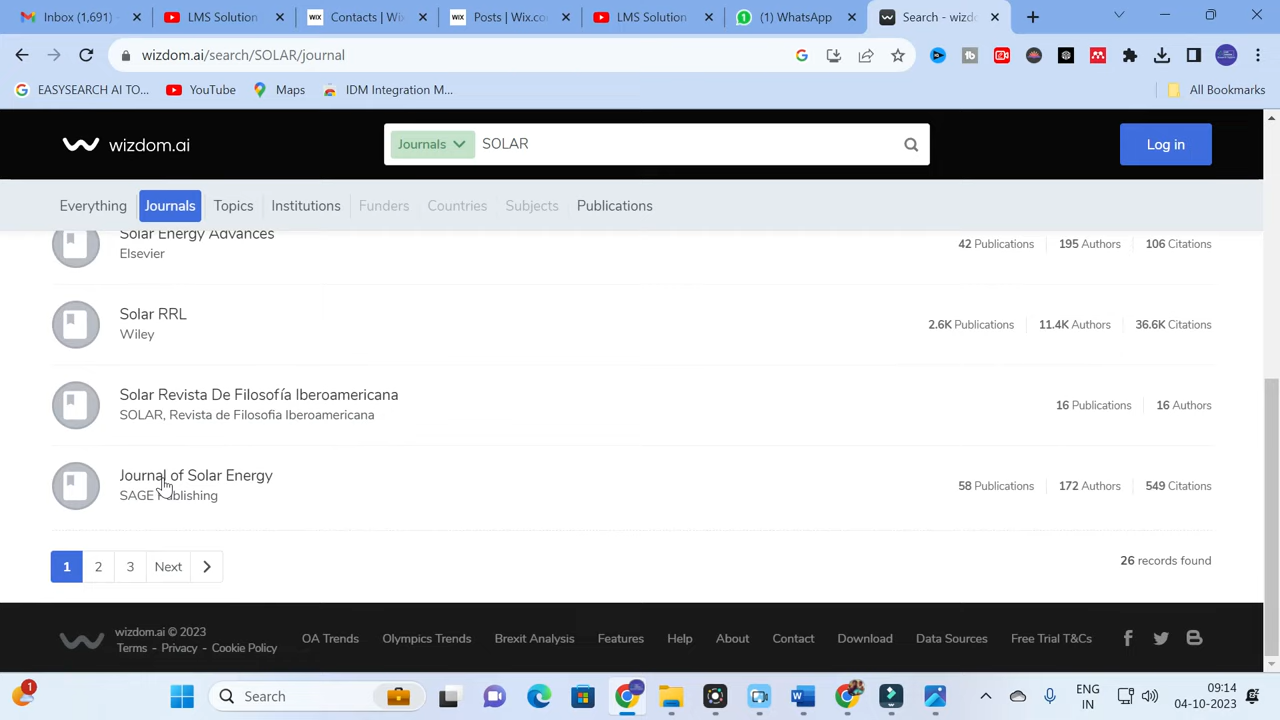 Inbox (1,691)
LMS Solution
Contacts | Wix
Posts | Wix.co
LMS Solution
(1) WhatsApp
Search - wizd
wizdom.ai/search/SOLAR/journal
EASYSEARCH AI TO...
YouTube
Maps
IDM Integration M...
All Bookmarks
wizdom.ai
Journals
SOLAR
Log in
Everything
Journals
Topics
Institutions
Funders
Countries
Subjects
Publications
Solar Energy Advances
Elsevier
42 Publications
195 Authors
106 Citations
Solar RRL
Wiley
2.6K Publications
11.4K Authors
36.6K Citations
Solar Revista De Filosofía Iberoamericana
SOLAR, Revista de Filosofia Iberoamericana
16 Publications
16 Authors
Journal of Solar Energy
SAGE Publishing
58 Publications
172 Authors
549 Citations
1
2
3
Next
26 records found
wizdom.ai © 2023
Terms - Privacy - Cookie Policy
OA Trends
Olympics Trends
Brexit Analysis
Features
Help
About
Contact
Download
Data Sources
Free Trial T&Cs
1
Search
ENG
IN
09:14
04-10-2023